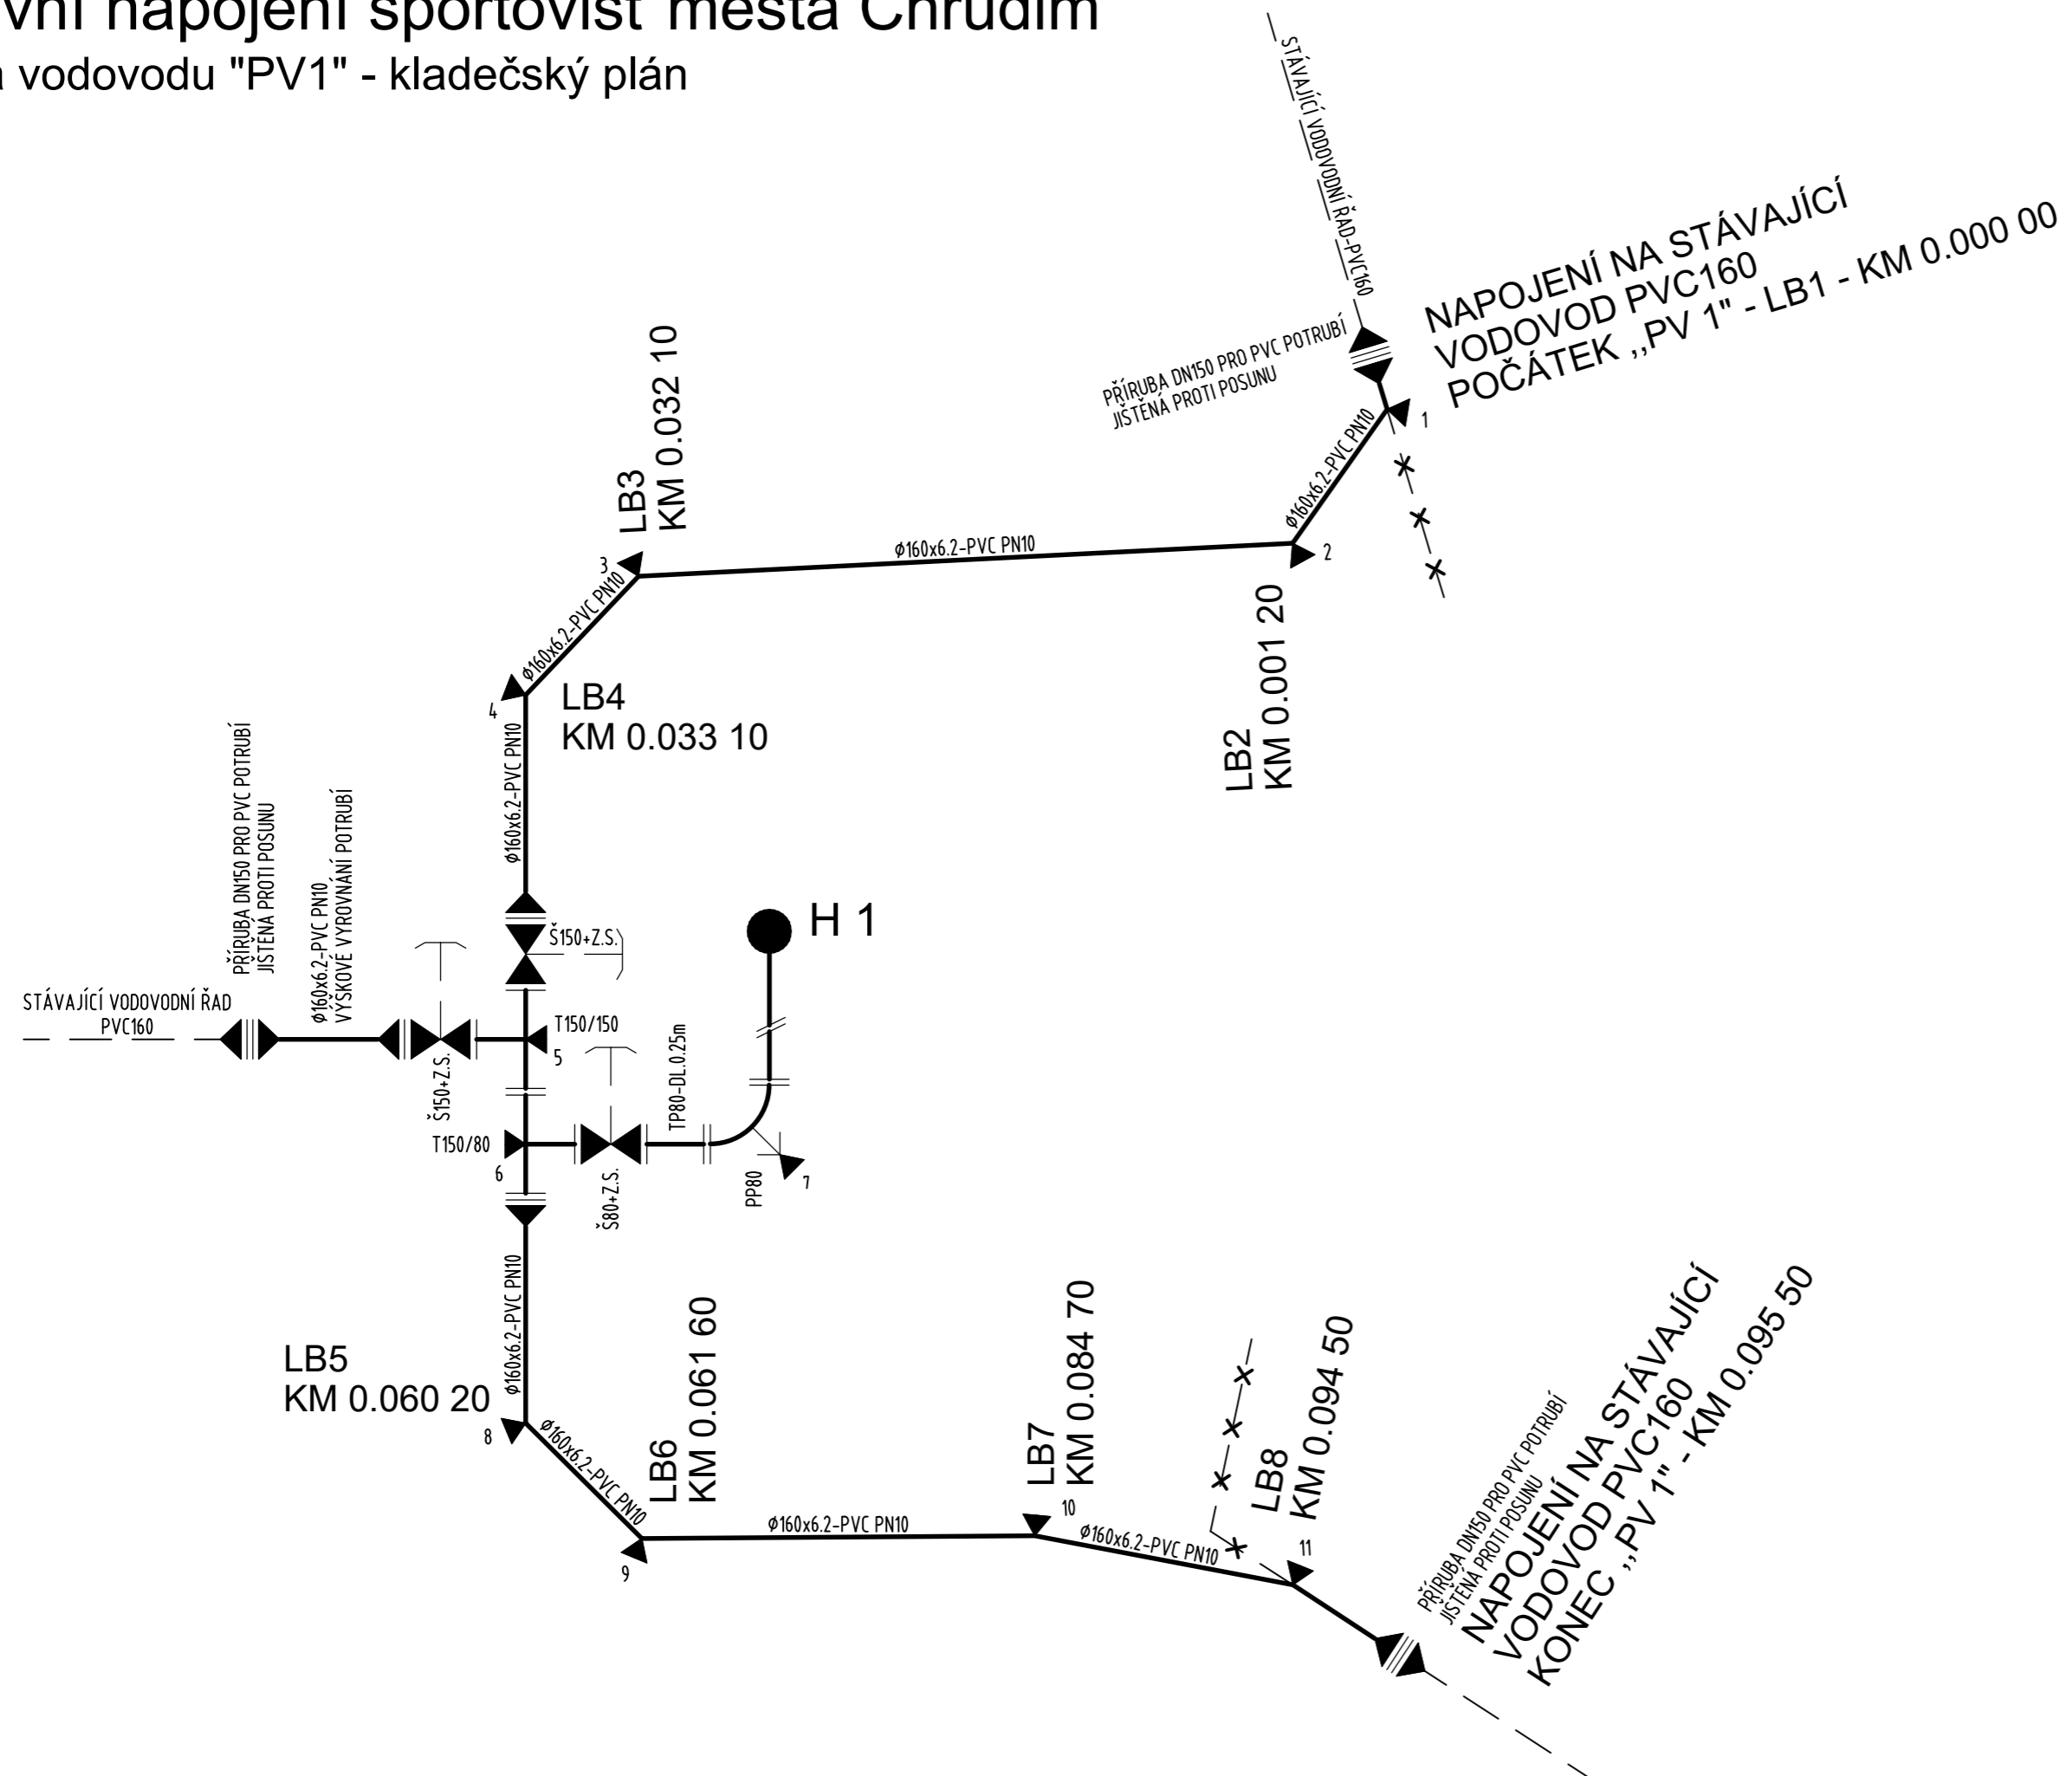 vní napojení sportovišť města Chrudim
vodovodu "PV1" - kladečský plán
STÁVAJÍCÍ VODOVODNÍ ŘAD-PVC160
NAPOJENÍ NA STÁVAJÍCÍ
VODOVOD PVC160
POČÁTEK ,,PV 1" - LB1 - KM 0.000 00
PŘÍRUBA DN150 PRO PVC POTRUBÍ
JIŠTĚNÁ PROTI POSUNU
1
ø160x6.2-PVC PN10
2
LB2
KM 0.001 20
ø160x6.2-PVC PN10
LB3
KM 0.032 10
3
ø160x6.2-PVC PN10
4
LB4
KM 0.033 10
ø160x6.2-PVC PN10
PŘÍRUBA DN150 PRO PVC POTRUBÍ
JIŠTĚNÁ PROTI POSUNU
ø160x6.2-PVC PN10
VÝŠKOVÉ VYROVNÁNÍ POTRUBÍ
Š150+Z.S.
H 1
STÁVAJÍCÍ VODOVODNÍ ŘAD
PVC160
T150/150
5
Š150+Z.S.
TP80-DL.0.25m
T150/80
6
Š80+Z.S.
PP80
7
ø160x6.2-PVC PN10
LB5
KM 0.060 20
8
ø160x6.2-PVC PN10
LB6
KM 0.061 60
9
ø160x6.2-PVC PN10
LB7
KM 0.084 70
10
ø160x6.2-PVC PN10
LB8
KM 0.094 50
11
PŘÍRUBA DN150 PRO PVC POTRUBÍ
JIŠTĚNÁ PROTI POSUNU
NAPOJENÍ NA STÁVAJÍCÍ
VODOVOD PVC160
KONEC ,,PV 1" - KM 0.095 50